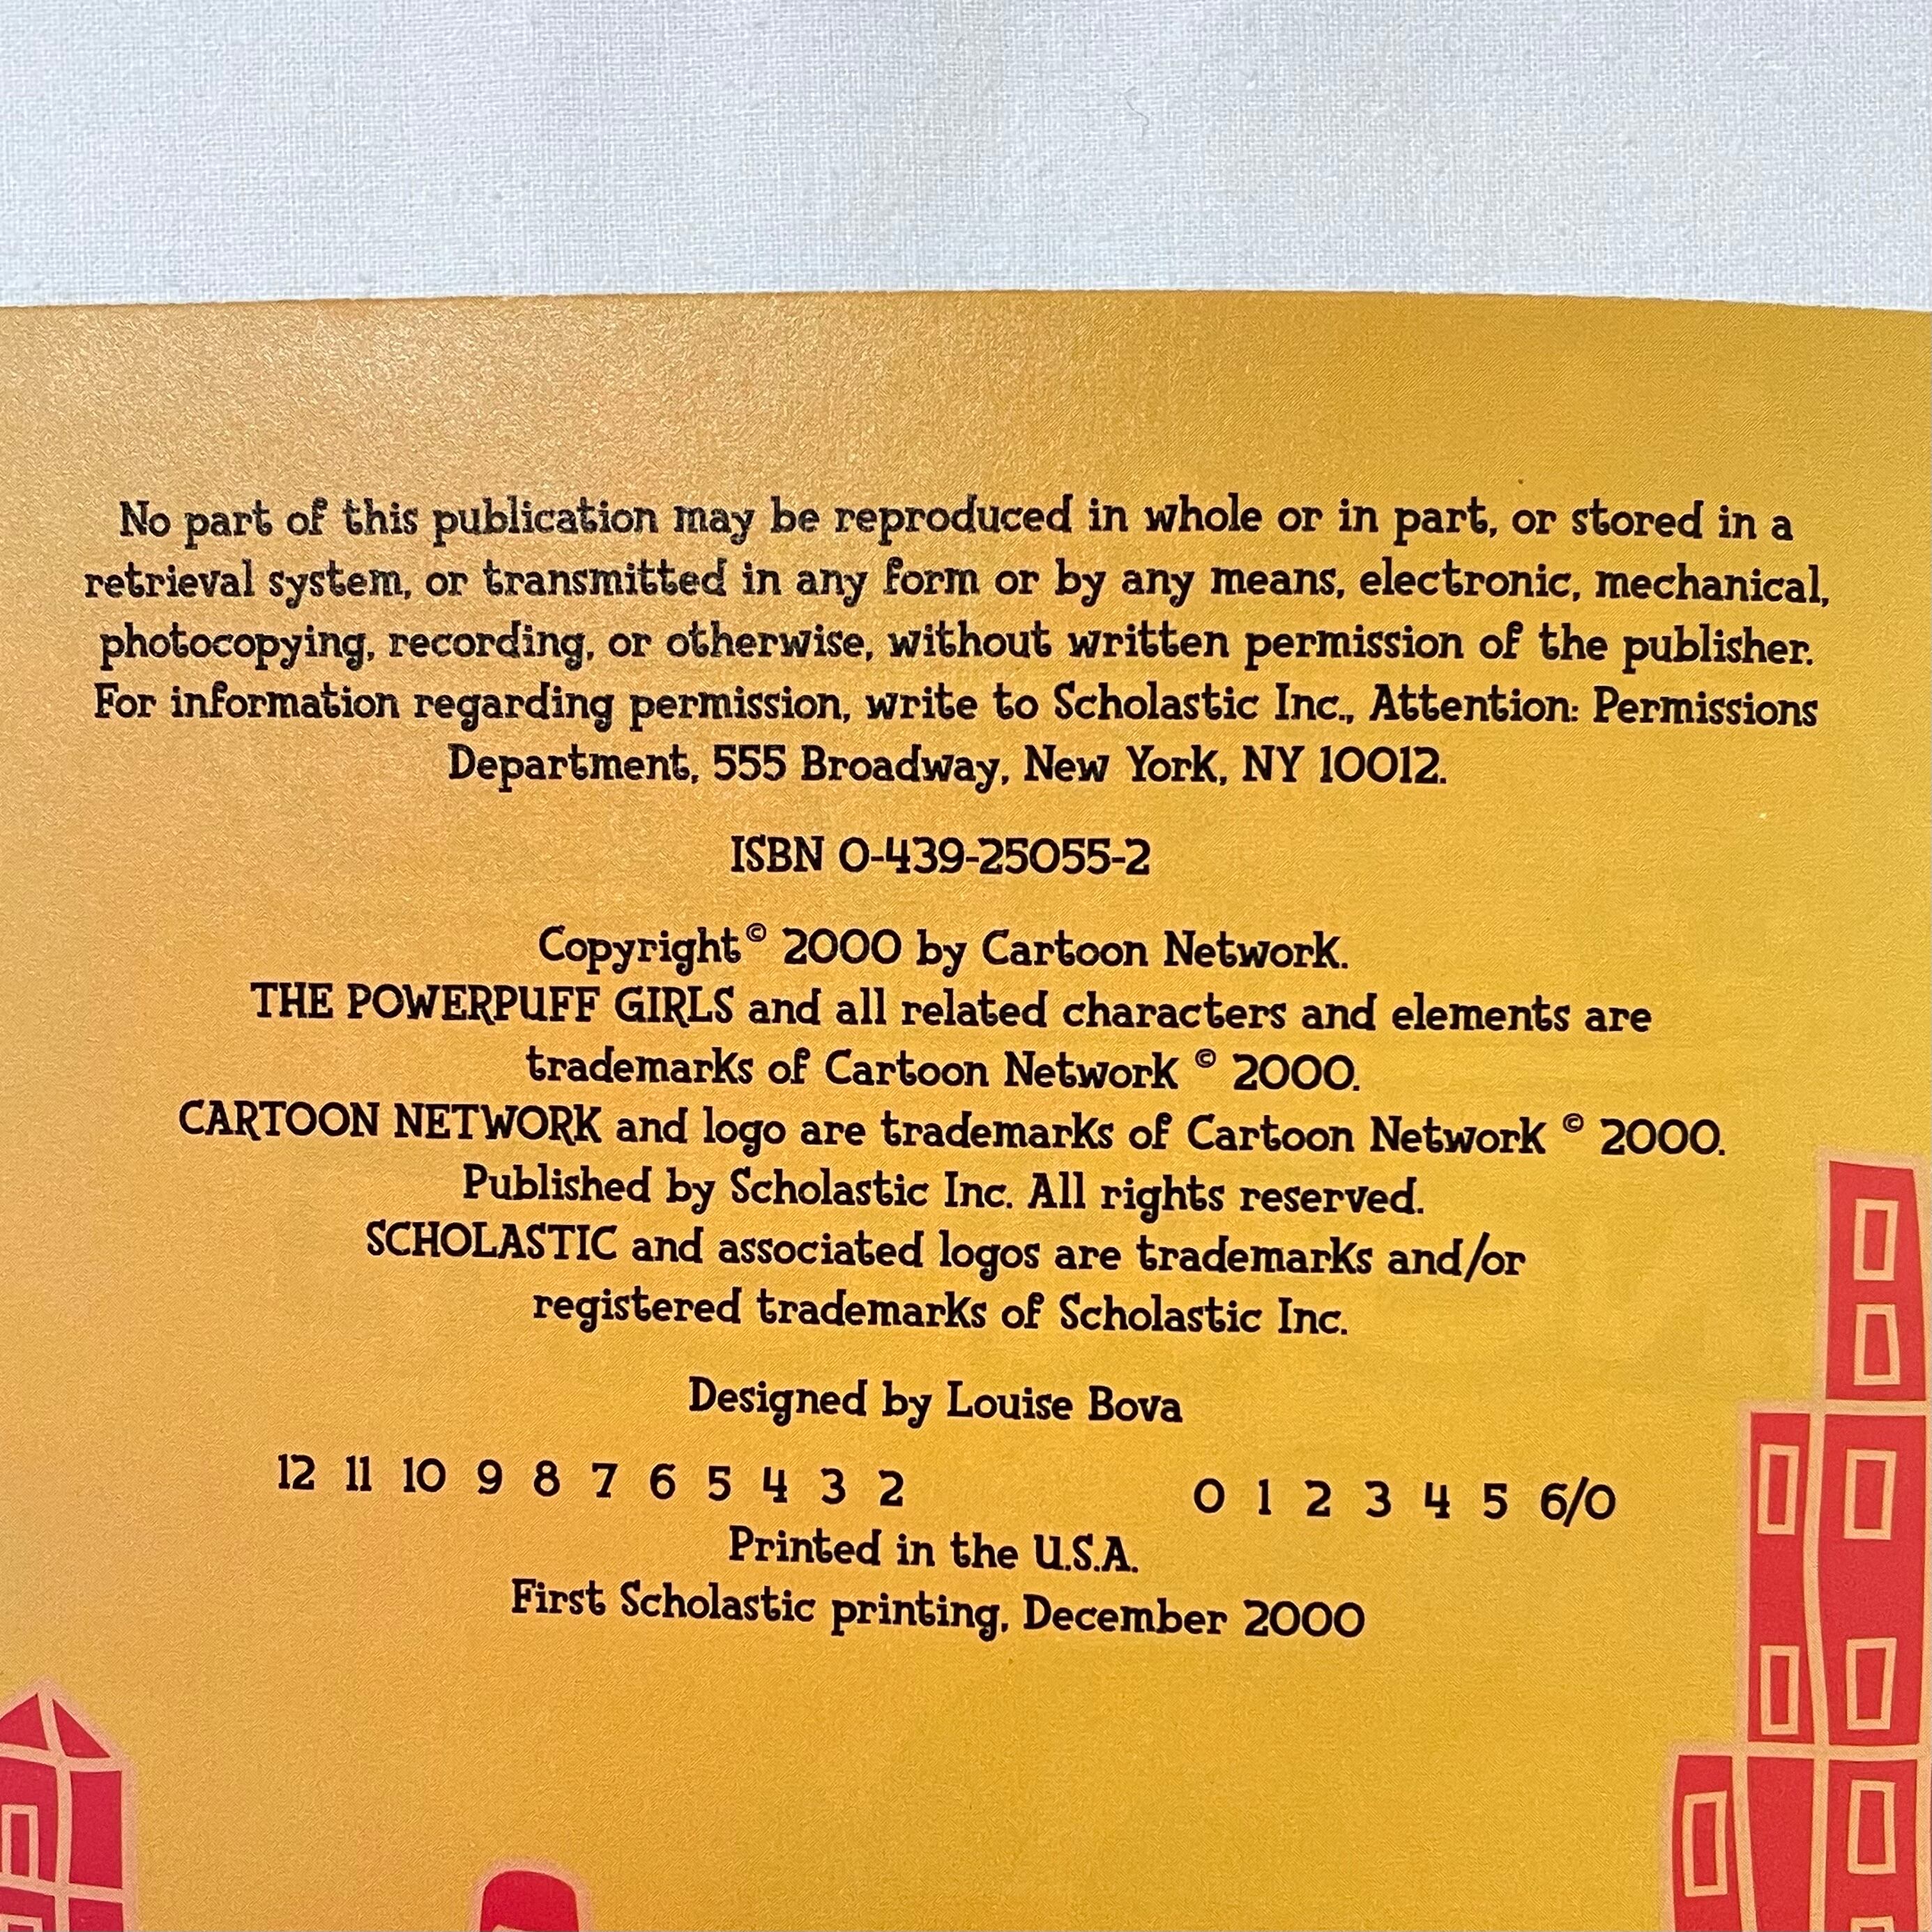 No part of this publication may be reproduced in whole or in part, or stored in a
retrieval system, or transmitted in any form or by any means, electronic, mechanical,
photocopying, recording, or otherwise, without written permission of the publisher.
For information regarding permission, write to Scholastic Inc., Attention: Permissions
Department, 555 Broadway, New York, NY 10012.
ISBN 0-439-25055-2
Copyright © 2000 by Cartoon Network.
THE POWERPUFF GIRLS and all related characters and elements are
trademarks of Cartoon Network © 2000.
CARTOON NETWORK and logo are trademarks of Cartoon Network © 2000.
Published by Scholastic Inc. All rights reserved.
SCHOLASTIC and associated logos are trademarks and/or
registered trademarks of Scholastic Inc.
Designed by Louise Bova
12 11 10 9 8 7 6 5 4 3 2 0 1 2 3 4 5 6/0
Printed in the U.S.A.
First Scholastic printing, December 2000